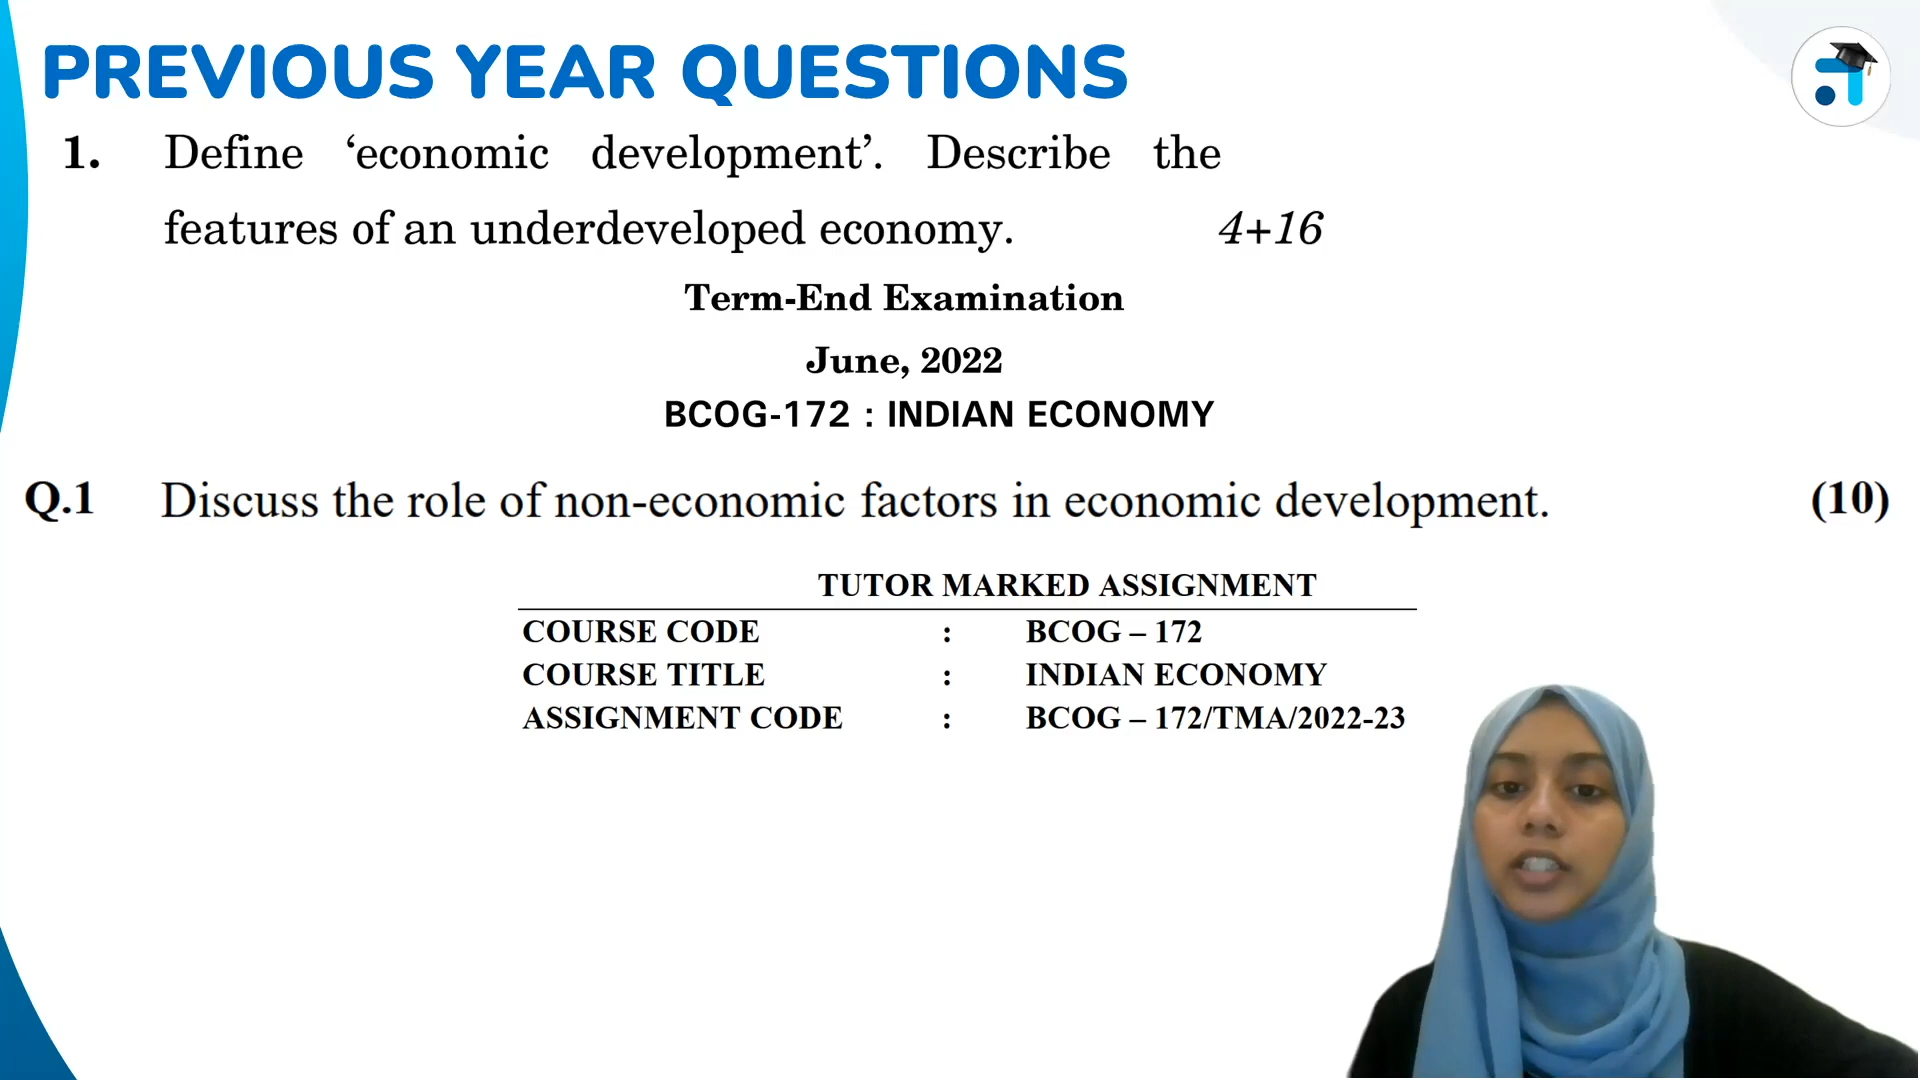 PREVIOUS YEAR QUESTIONS
1. Define ‘economic development’. Describe the
features of an underdeveloped economy. 4+16
Term-End Examination
June, 2022
BCOG-172 : INDIAN ECONOMY
Q.1 Discuss the role of non-economic factors in economic development. (10)
TUTOR MARKED ASSIGNMENT
COURSE CODE : BCOG – 172
COURSE TITLE : INDIAN ECONOMY
ASSIGNMENT CODE : BCOG – 172/TMA/2022-23